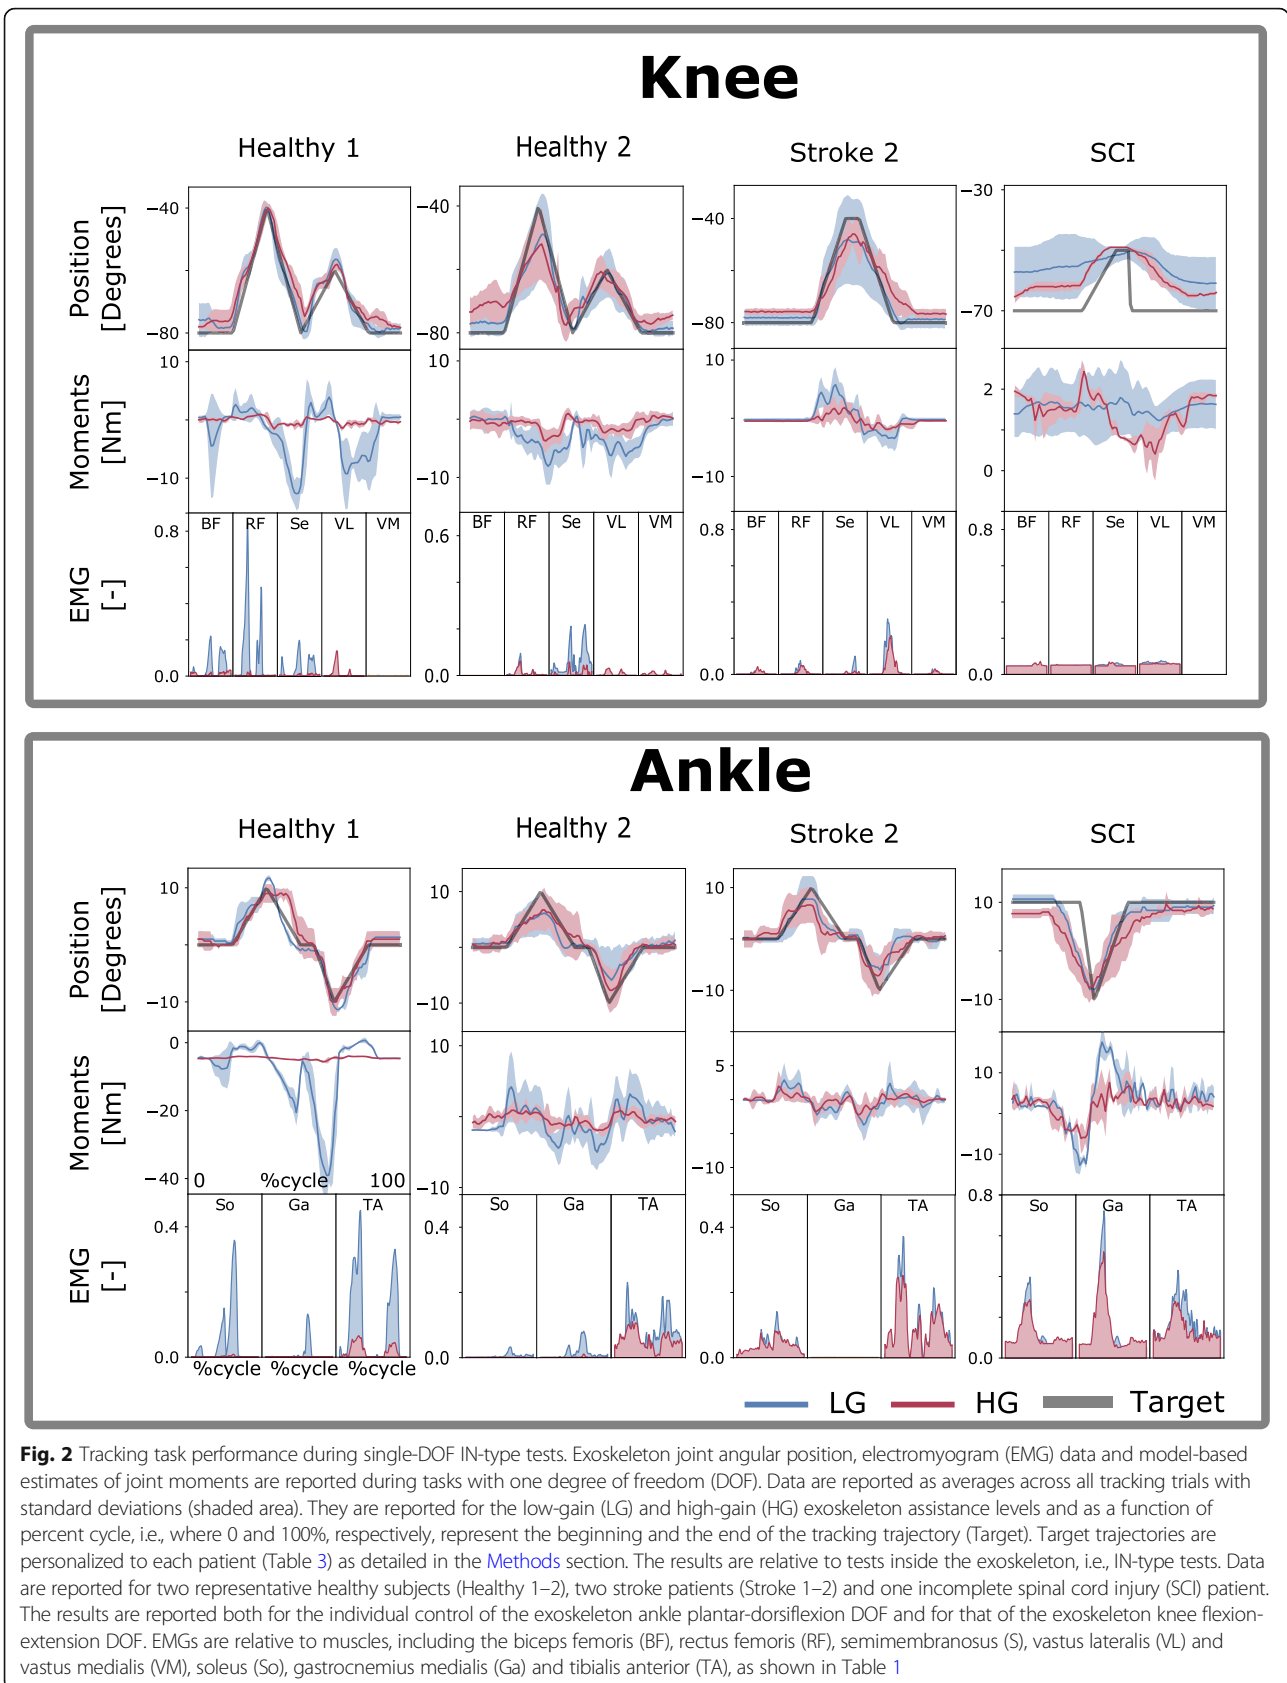 Knee
Healthy 1
Healthy 2
Stroke 2
SCI
Position
[Degrees]
−40
−80
−40
−80
−40
−80
−30
−70
Moments
[Nm]
10
−10
10
−10
10
−10
2
0
EMG
[-]
0.8
0.0
BF RF Se VL VM
0.6
0.0
BF RF Se VL VM
0.8
0.0
BF RF Se VL VM
0.8
0.0
BF RF Se VL VM
Ankle
Healthy 1
Healthy 2
Stroke 2
SCI
Position
[Degrees]
10
−10
10
−10
10
−10
10
−10
Moments
[Nm]
0
−20
−40
0 %cycle 100
10
−10
5
−10
10
−10
EMG
[-]
0.4
0.0
So Ga TA
%cycle %cycle %cycle
0.4
0.0
So Ga TA
0.4
0.0
So Ga TA
0.8
0.0
So Ga TA
LG HG Target
Fig. 2 Tracking task performance during single-DOF IN-type tests. Exoskeleton joint angular position, electromyogram (EMG) data and model-based
estimates of joint moments are reported during tasks with one degree of freedom (DOF). Data are reported as averages across all tracking trials with
standard deviations (shaded area). They are reported for the low-gain (LG) and high-gain (HG) exoskeleton assistance levels and as a function of
percent cycle, i.e., where 0 and 100%, respectively, represent the beginning and the end of the tracking trajectory (Target). Target trajectories are
personalized to each patient (Table 3) as detailed in the Methods section. The results are relative to tests inside the exoskeleton, i.e., IN-type tests. Data
are reported for two representative healthy subjects (Healthy 1–2), two stroke patients (Stroke 1–2) and one incomplete spinal cord injury (SCI) patient.
The results are reported both for the individual control of the exoskeleton ankle plantar-dorsiflexion DOF and for that of the exoskeleton knee flexion-
extension DOF. EMGs are relative to muscles, including the biceps femoris (BF), rectus femoris (RF), semimembranosus (S), vastus lateralis (VL) and
vastus medialis (VM), soleus (So), gastrocnemius medialis (Ga) and tibialis anterior (TA), as shown in Table 1